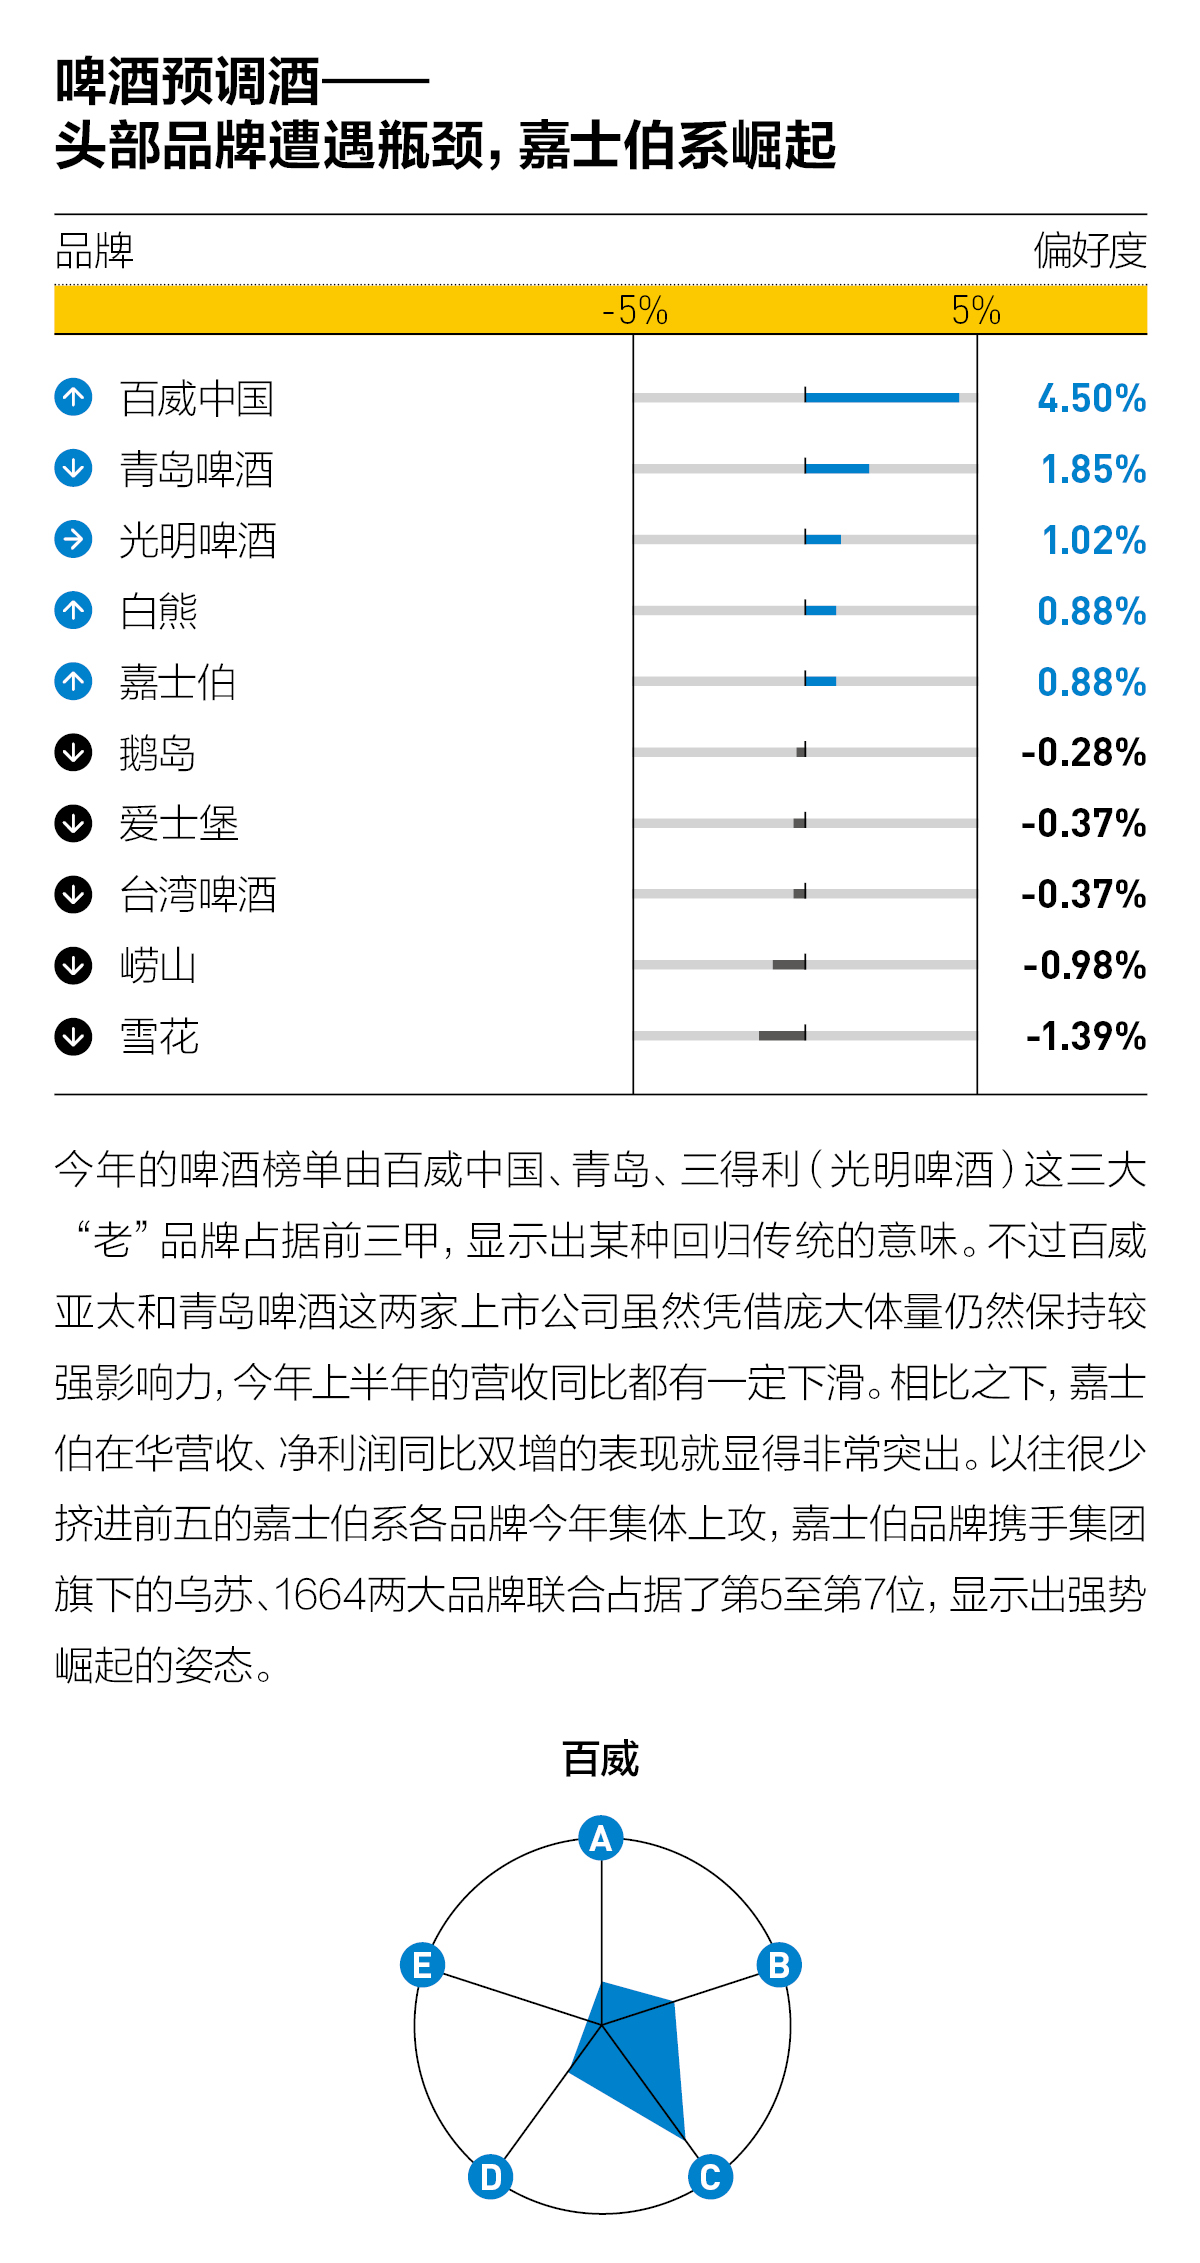 啤酒预调酒——
头部品牌遭遇瓶颈，嘉士伯系崛起
品牌 偏好度
-5% 5%
百威中国 4.50%
青岛啤酒 1.85%
光明啤酒 1.02%
白熊 0.88%
嘉士伯 0.88%
鹅岛 -0.28%
爱士堡 -0.37%
台湾啤酒 -0.37%
崂山 -0.98%
雪花 -1.39%
今年的啤酒榜单由百威中国、青岛、三得利（光明啤酒）这三大
“老”品牌占据前三甲，显示出某种回归传统的意味。不过百威
亚太和青岛啤酒这两家上市公司虽然凭借庞大体量仍然保持较
强影响力，今年上半年的营收同比都有一定下滑。相比之下，嘉士
伯在华营收、净利润同比双增的表现就显得非常突出。以往很少
挤进前五的嘉士伯系各品牌今年集体上攻，嘉士伯品牌携手集团
旗下的乌苏、1664两大品牌联合占据了第5至第7位，显示出强势
崛起的姿态。
百威
A
B
C
D
E